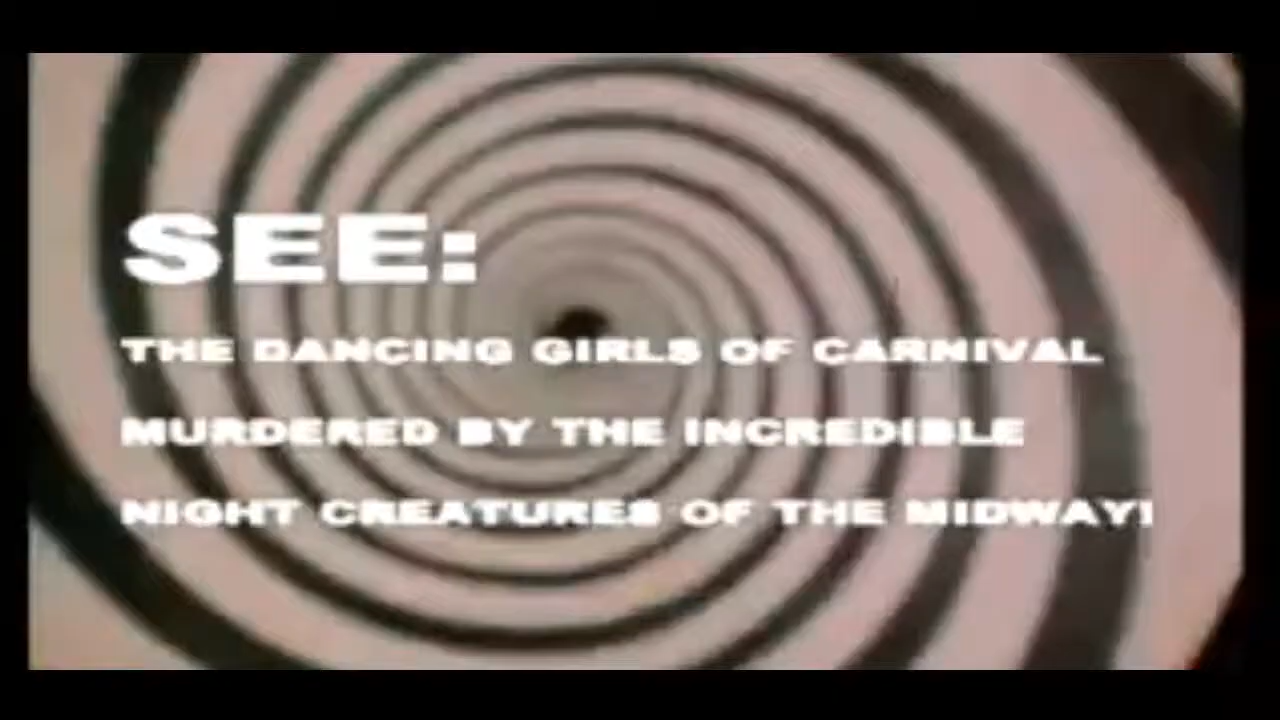 SEE:
THE DANCING GIRLS OF CARNIVAL
MURDERED BY THE INCREDIBLE
NIGHT CREATURES OF THE MIDWAY!